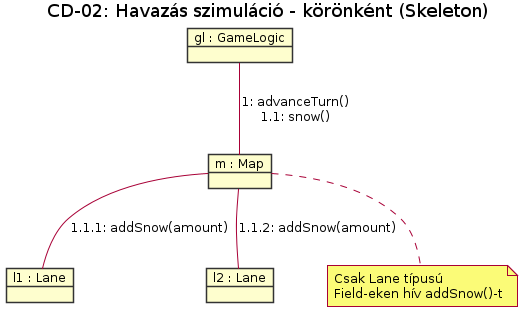 CD-02: Havazás szimuláció - körönként (Skeleton)
gl : GameLogic
1: advanceTurn()
1.1: snow()
m : Map
1.1.1: addSnow(amount)
1.1.2: addSnow(amount)
l1 : Lane
l2 : Lane
Csak Lane típusú
Field-eken hív addSnow()-t